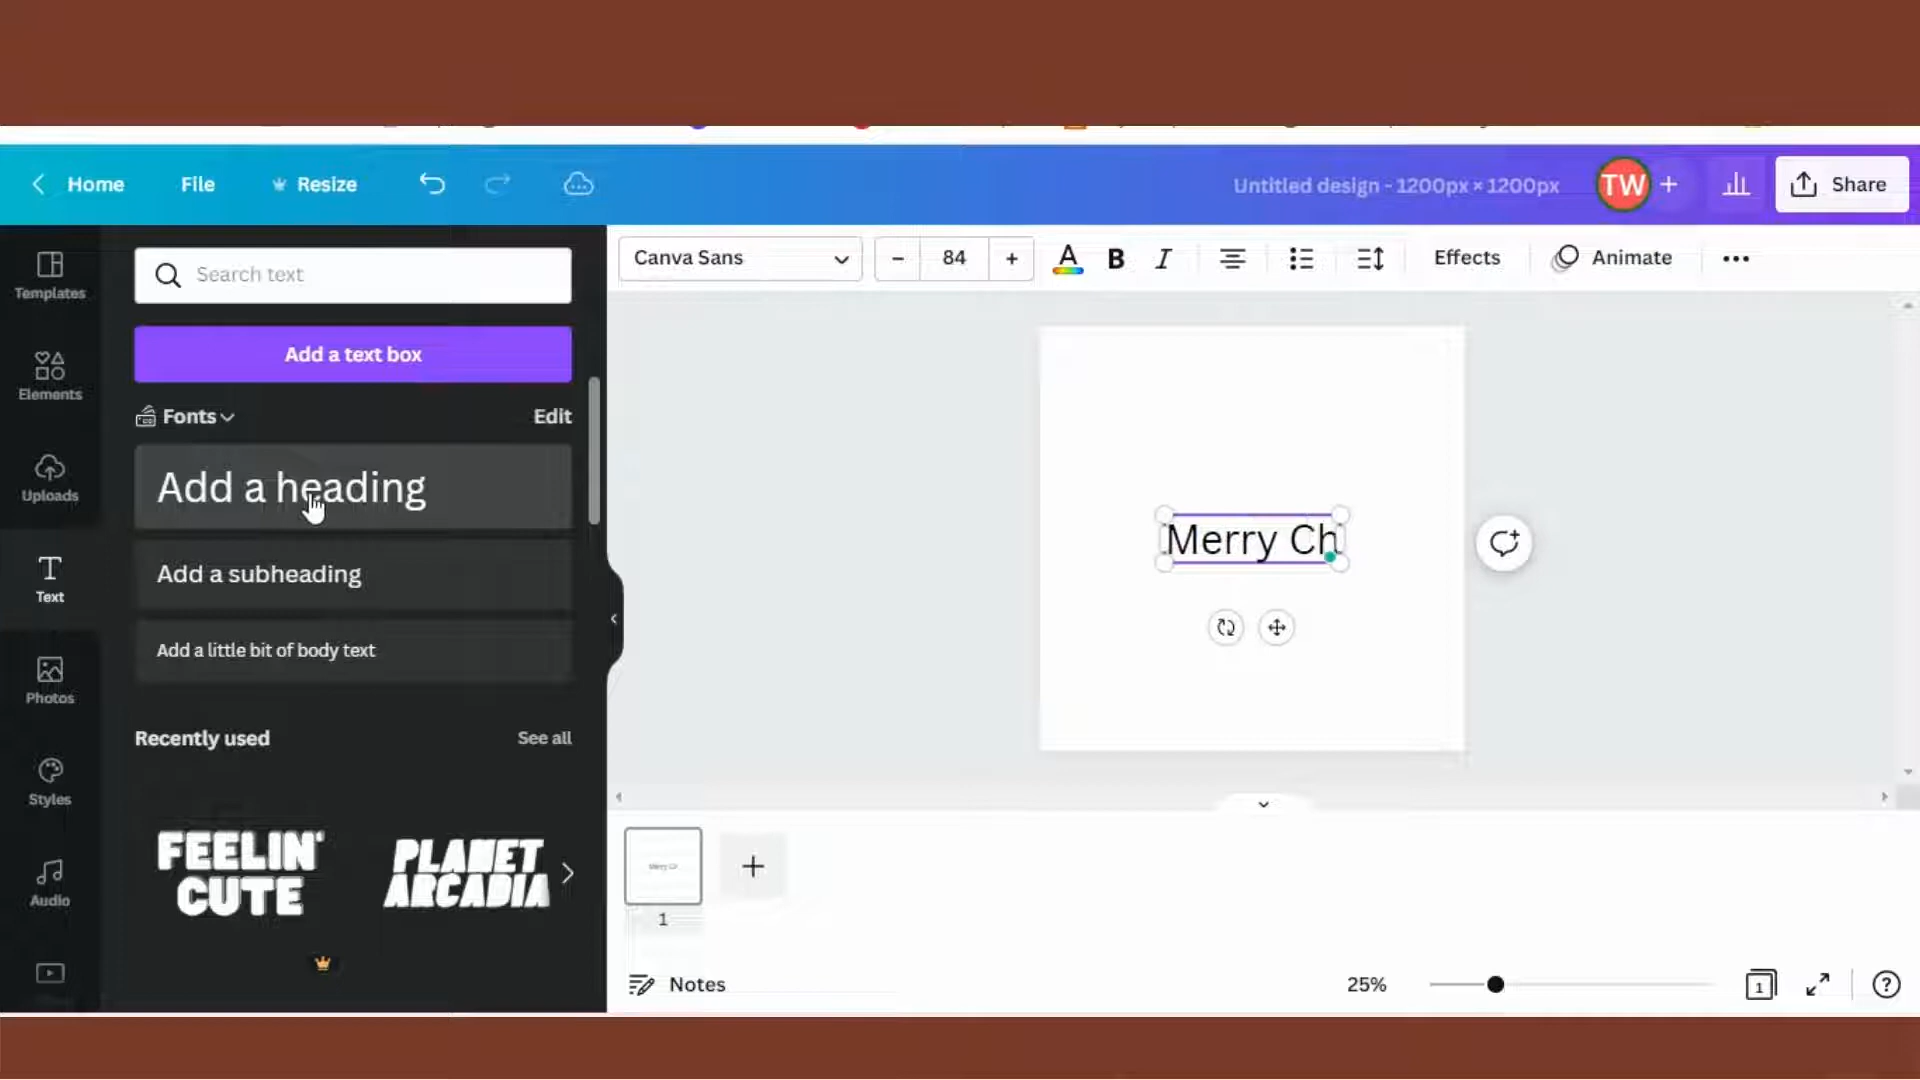 Home File Resize Untitled design - 1200px × 1200px TW + Share
Templates
Elements
Uploads
Text
Photos
Styles
Audio
Search text
Add a text box
Fonts Edit
Add a heading
Add a subheading
Add a little bit of body text
Recently used See all
FEELIN'
CUTE
PLANET
ARCADIA
Canva Sans - 84 + A B I Effects Animate
Merry Ch
1
Notes 25% 1 ?